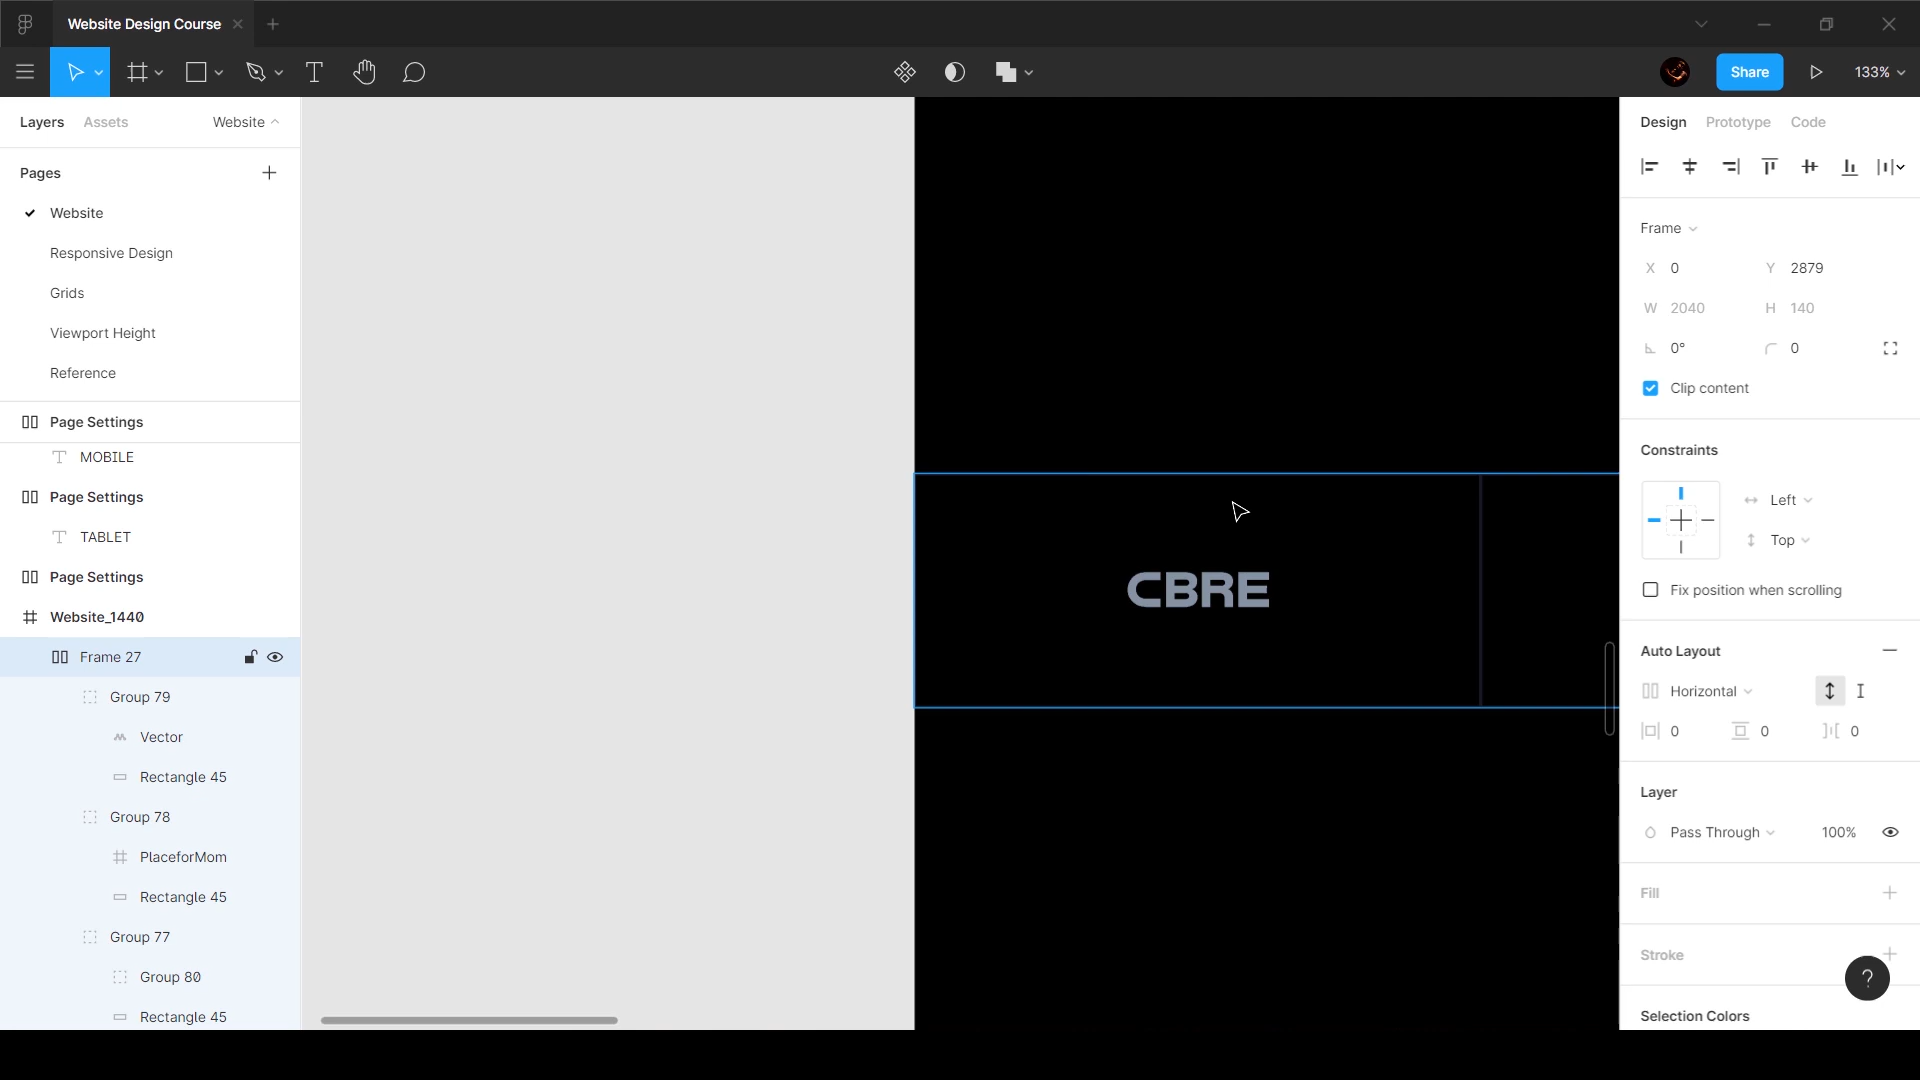 Website Design Course
Share
133%
Layers
Assets
Website
Pages
Website
Responsive Design
Grids
Viewport Height
Reference
Page Settings
MOBILE
Page Settings
TABLET
Page Settings
Website_1440
Frame 27
Group 79
Vector
Rectangle 45
Group 78
PlaceforMom
Rectangle 45
Group 77
Group 80
Rectangle 45
CBRE
Design
Prototype
Code
Frame
X 0
Y 2879
W 2040
H 140
0°
0
Clip content
Constraints
Left
Top
Fix position when scrolling
Auto Layout
Horizontal
0
0
0
Layer
Pass Through
100%
Fill
Stroke
?
Selection Colors